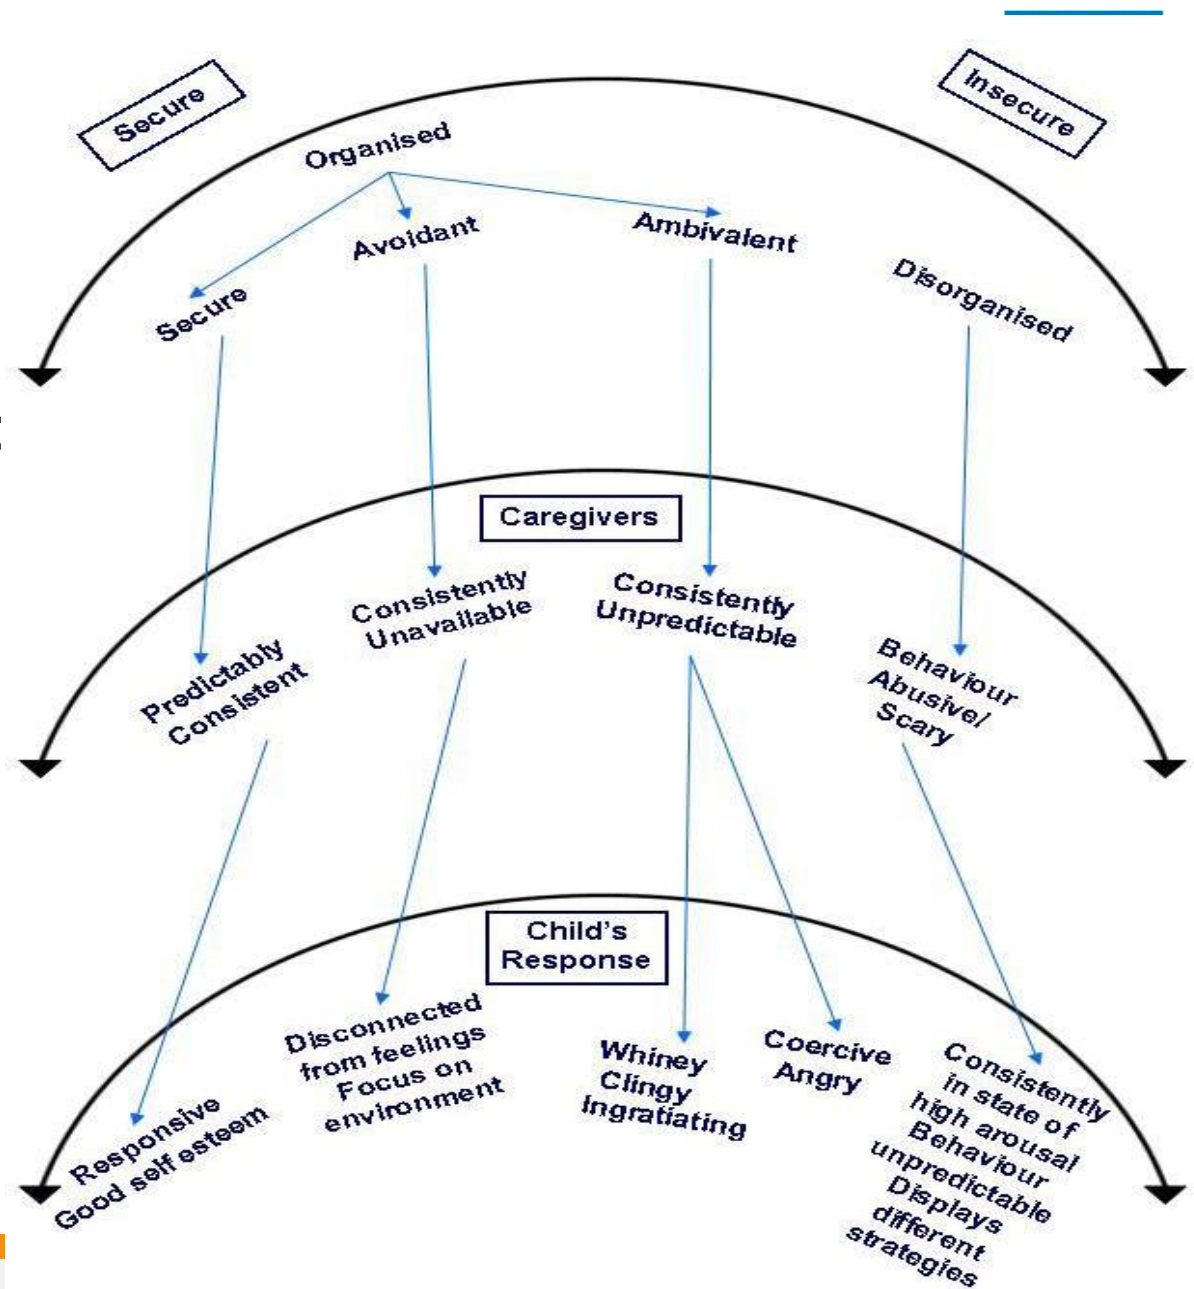 Secure
Insecure
Organised
Avoidant
Ambivalent
Secure
Disorganised
Caregivers
Predictably
Consistent
Consistently
Unavailable
Consistently
Unpredictable
Behaviour
Abusive/
Scary
Child's
Response
Responsive
Good self esteem
Disconnected
from feelings
Focus on
environment
Whiney
Clingy
Ingratiating
Coercive
Angry
Consistently
in state of
high arousal
Behaviour
unpredictable
Displays
different
strategies